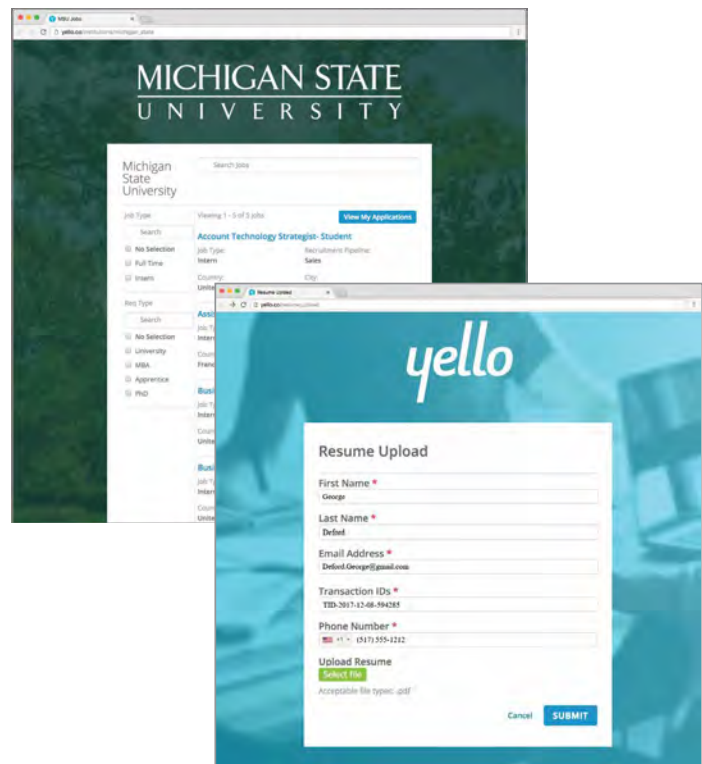 MSU Jobs
yello.co/institutions/michigan_state
MICHIGAN STATE
UNIVERSITY
Michigan
State
University
Search Jobs
Job Type
Viewing 1 - 5 of 5 jobs
View My Applications
Search
No Selection
Full Time
Intern
Account Technology Strategist- Student
Job Type:
Recruitment Pipeline:
Intern
Sales
Country:
City:
Req Type
Search
No Selection
University
MBA
Apprentice
PhD
Resume Upload
yello
Resume Upload
First Name *
George
Last Name *
Deford
Email Address *
Deford.George@gmail.com
Transaction IDs *
TID-2017-12-08-594285
Phone Number *
+1 (517) 555-1212
Upload Resume
Select file
Acceptable file types: .pdf
Cancel
SUBMIT